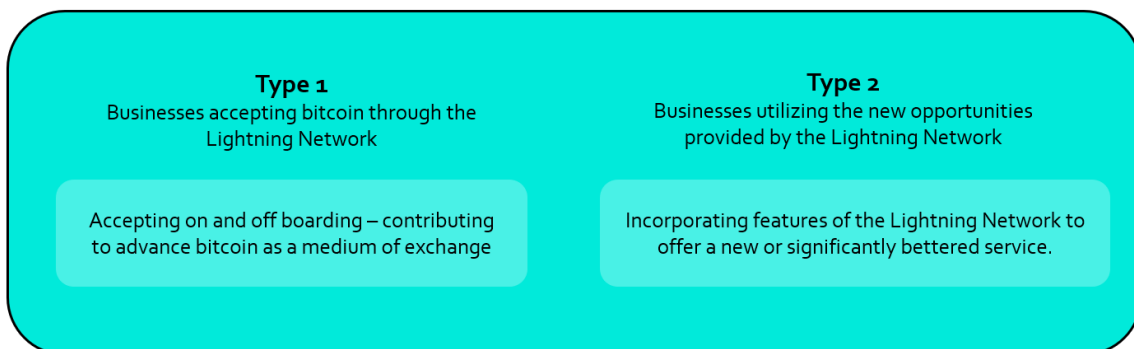 Type 1
Businesses accepting bitcoin through the
Lightning Network
Accepting on and off boarding – contributing
to advance bitcoin as a medium of exchange
Type 2
Businesses utilizing the new opportunities
provided by the Lightning Network
Incorporating features of the Lightning Network to
offer a new or significantly bettered service.